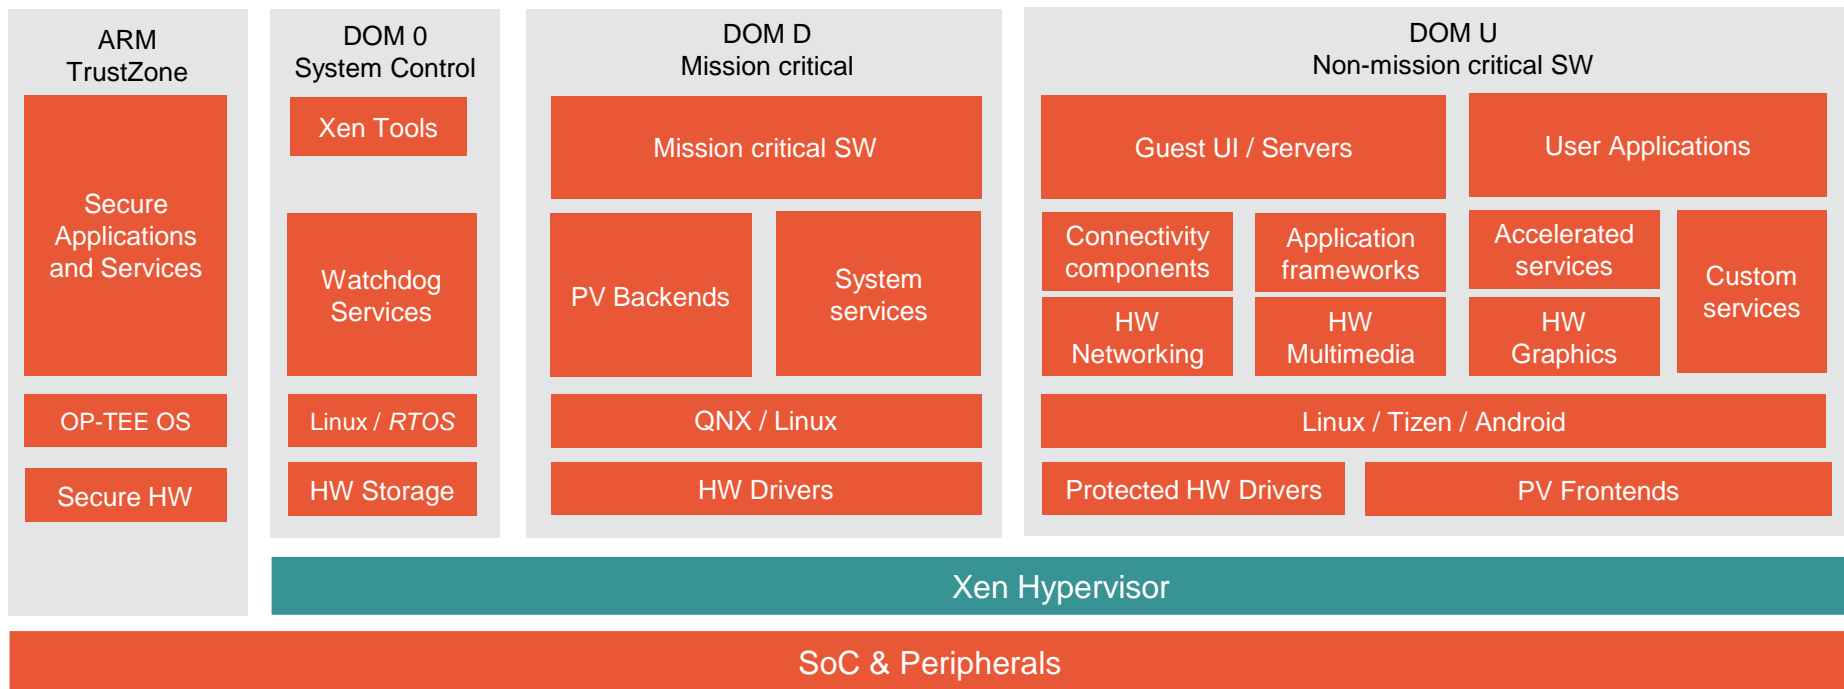 ARM
TrustZone
Secure
Applications
and Services
OP-TEE OS
Secure HW
DOM 0
System Control
Xen Tools
Watchdog
Services
Linux / RTOS
HW Storage
DOM D
Mission critical
Mission critical SW
PV Backends
System
services
QNX / Linux
HW Drivers
DOM U
Non-mission critical SW
Guest UI / Servers
User Applications
Connectivity
components
Application
frameworks
Accelerated
services
Custom
services
HW
Networking
HW
Multimedia
HW
Graphics
Linux / Tizen / Android
Protected HW Drivers
PV Frontends
Xen Hypervisor
SoC & Peripherals